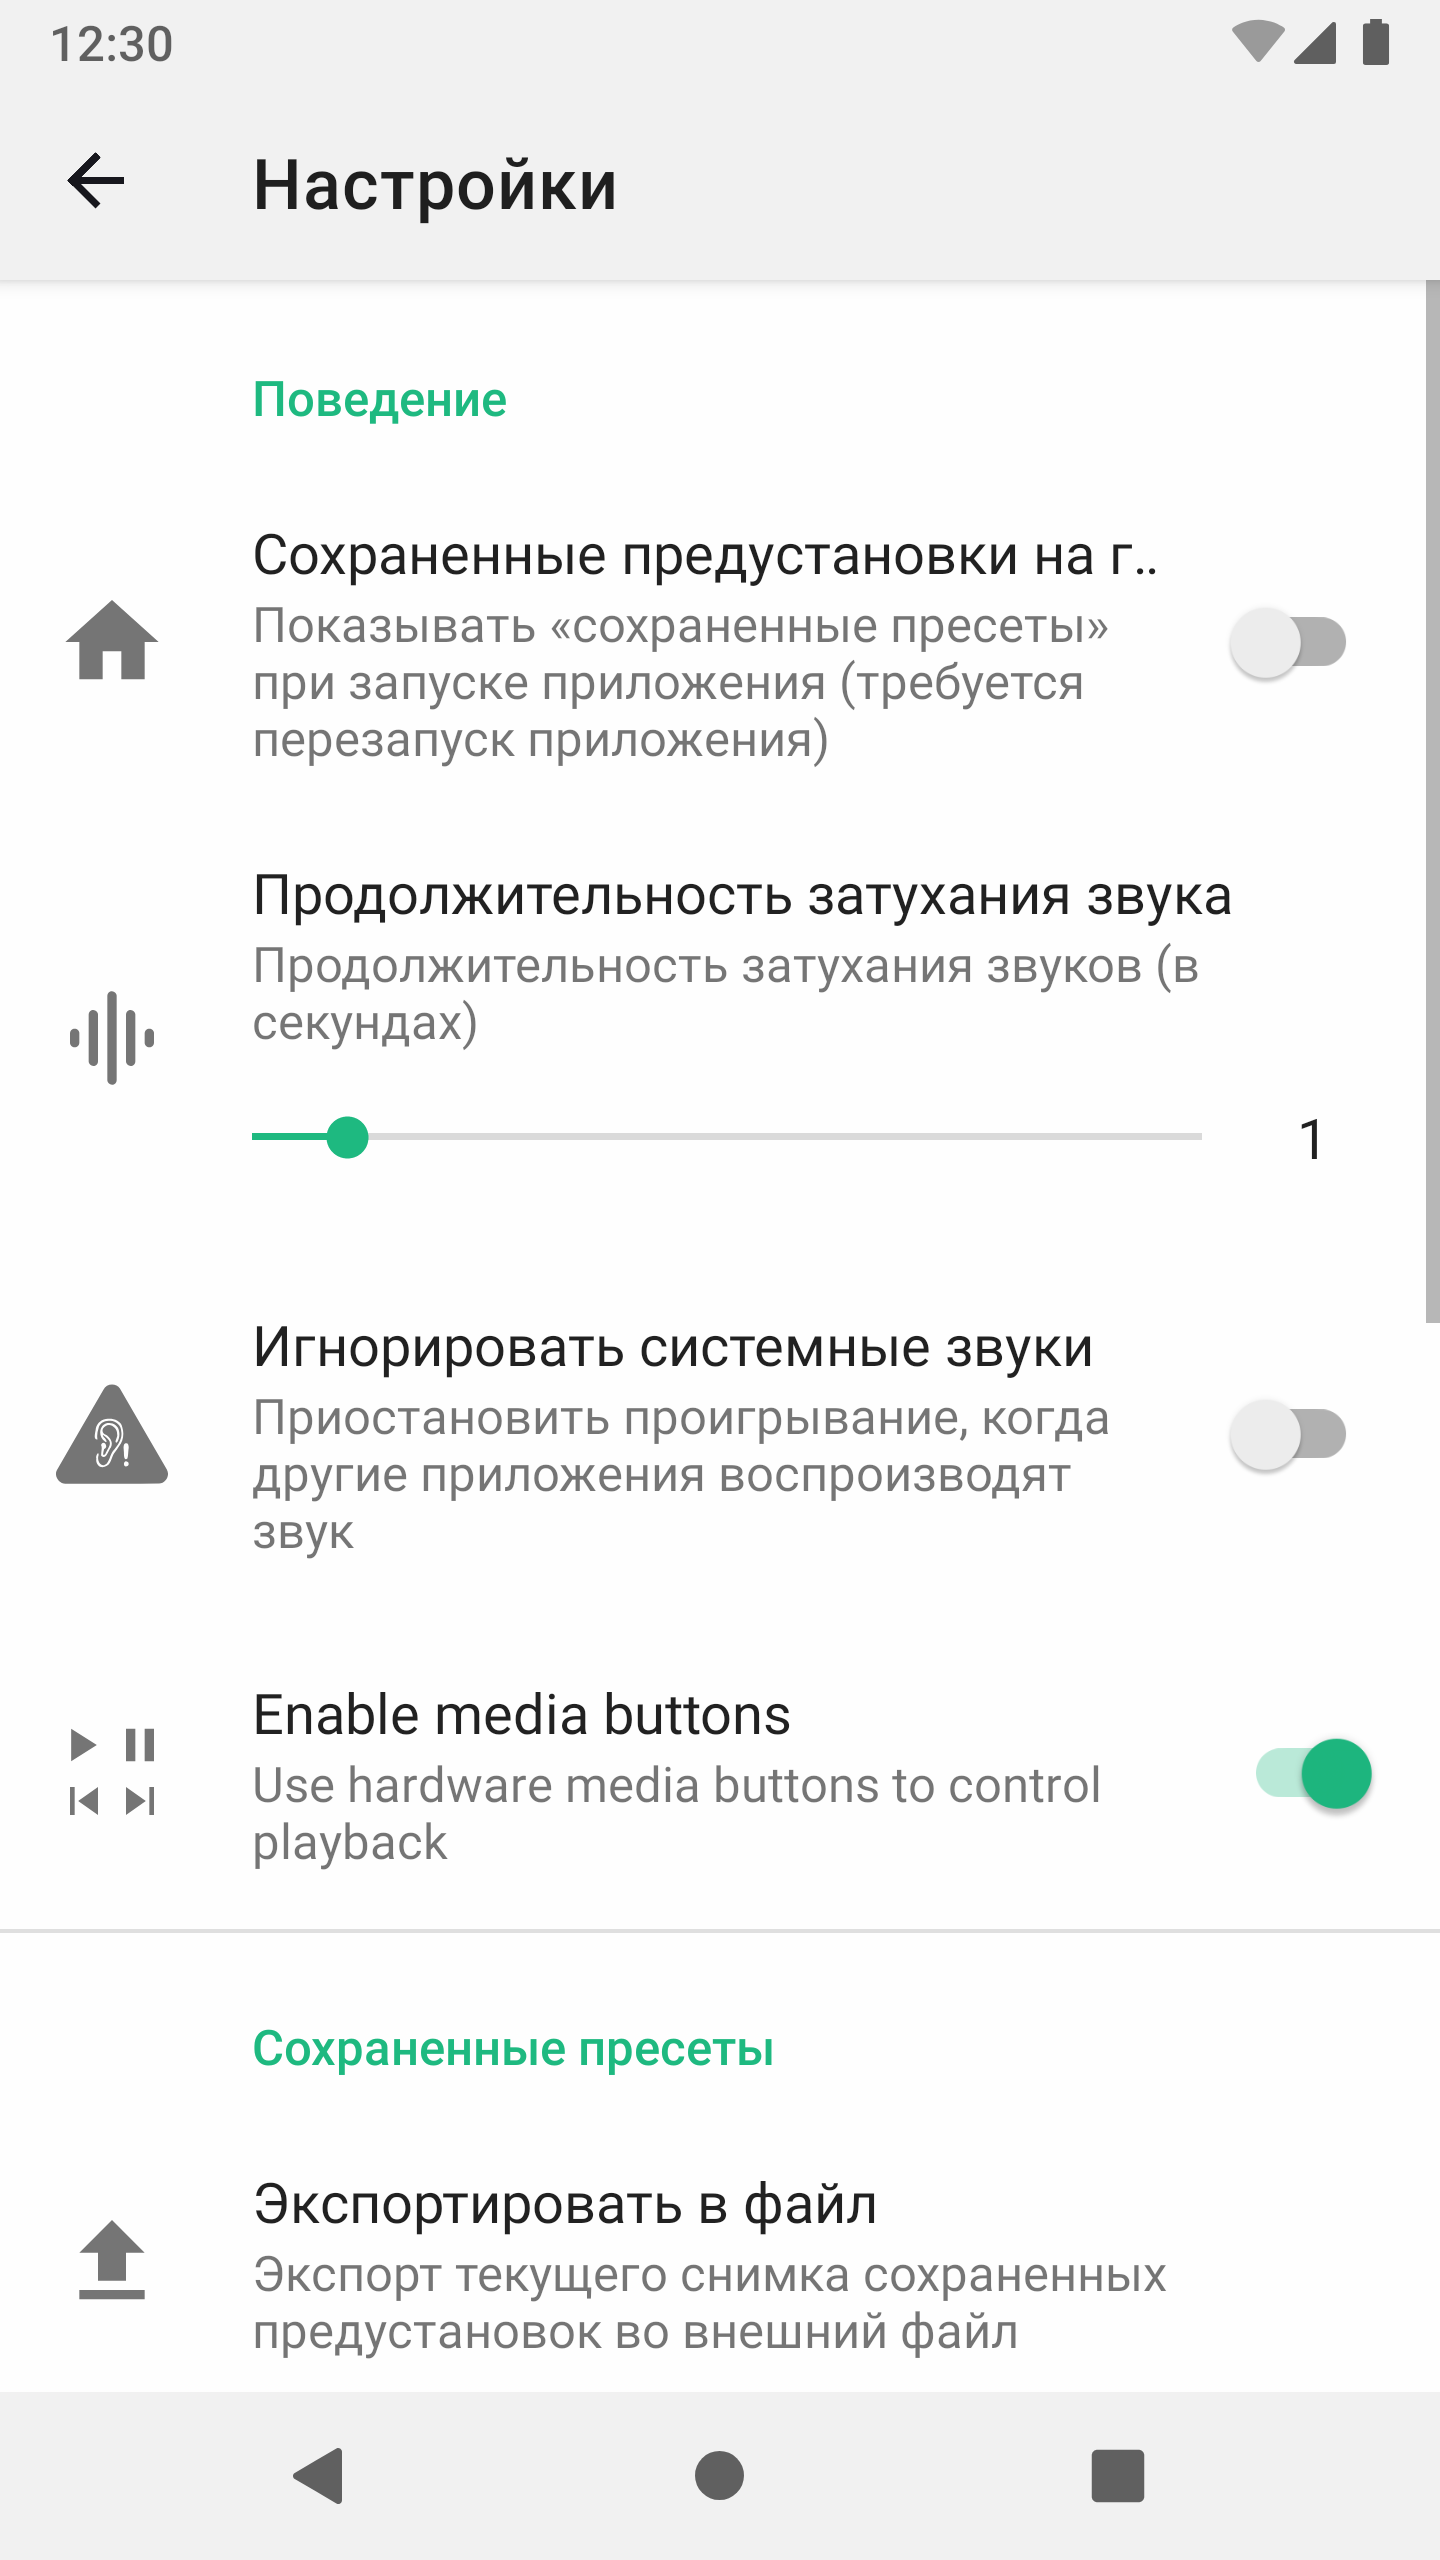 12:30
Настройки
Поведение
Сохраненные предустановки на г..
Показывать «сохраненные пресеты»
при запуске приложения (требуется
перезапуск приложения)
Продолжительность затухания звука
Продолжительность затухания звуков (в
секундах)
1
Игнорировать системные звуки
Приостановить проигрывание, когда
другие приложения воспроизводят
звук
Enable media buttons
Use hardware media buttons to control
playback
Сохраненные пресеты
Экспортировать в файл
Экспорт текущего снимка сохраненных
предустановок во внешний файл